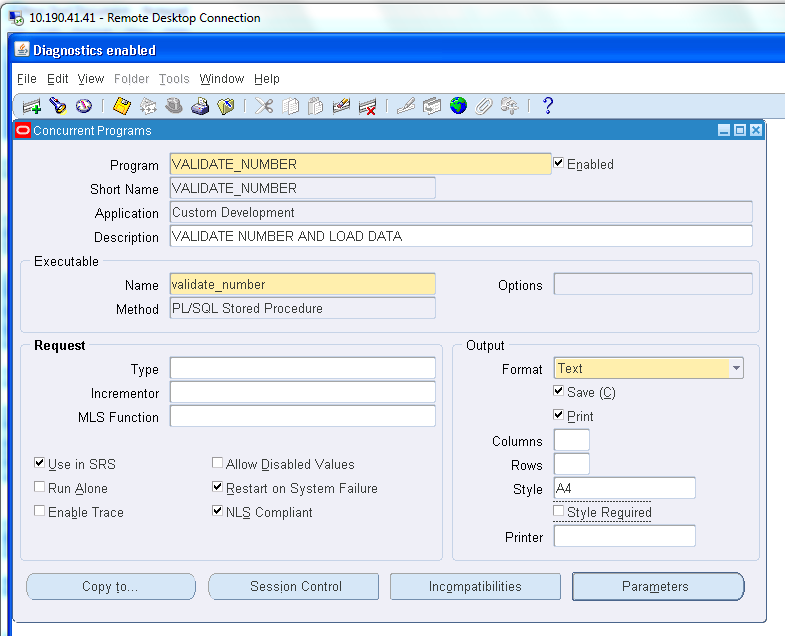 10.190.41.41 - Remote Desktop Connection
Diagnostics enabled
File Edit View Folder Tools Window Help
?
Concurrent Programs
Program VALIDATE_NUMBER Enabled
Short Name VALIDATE_NUMBER
Application Custom Development
Description VALIDATE NUMBER AND LOAD DATA
Executable
Name validate_number Options
Method PL/SQL Stored Procedure
Request
Type
Incrementor
MLS Function
Use in SRS Allow Disabled Values
Run Alone Restart on System Failure
Enable Trace NLS Compliant
Output
Format Text
Save (C)
Print
Columns
Rows
Style A4
Style Required
Printer
Copy to... Session Control Incompatibilities Parameters